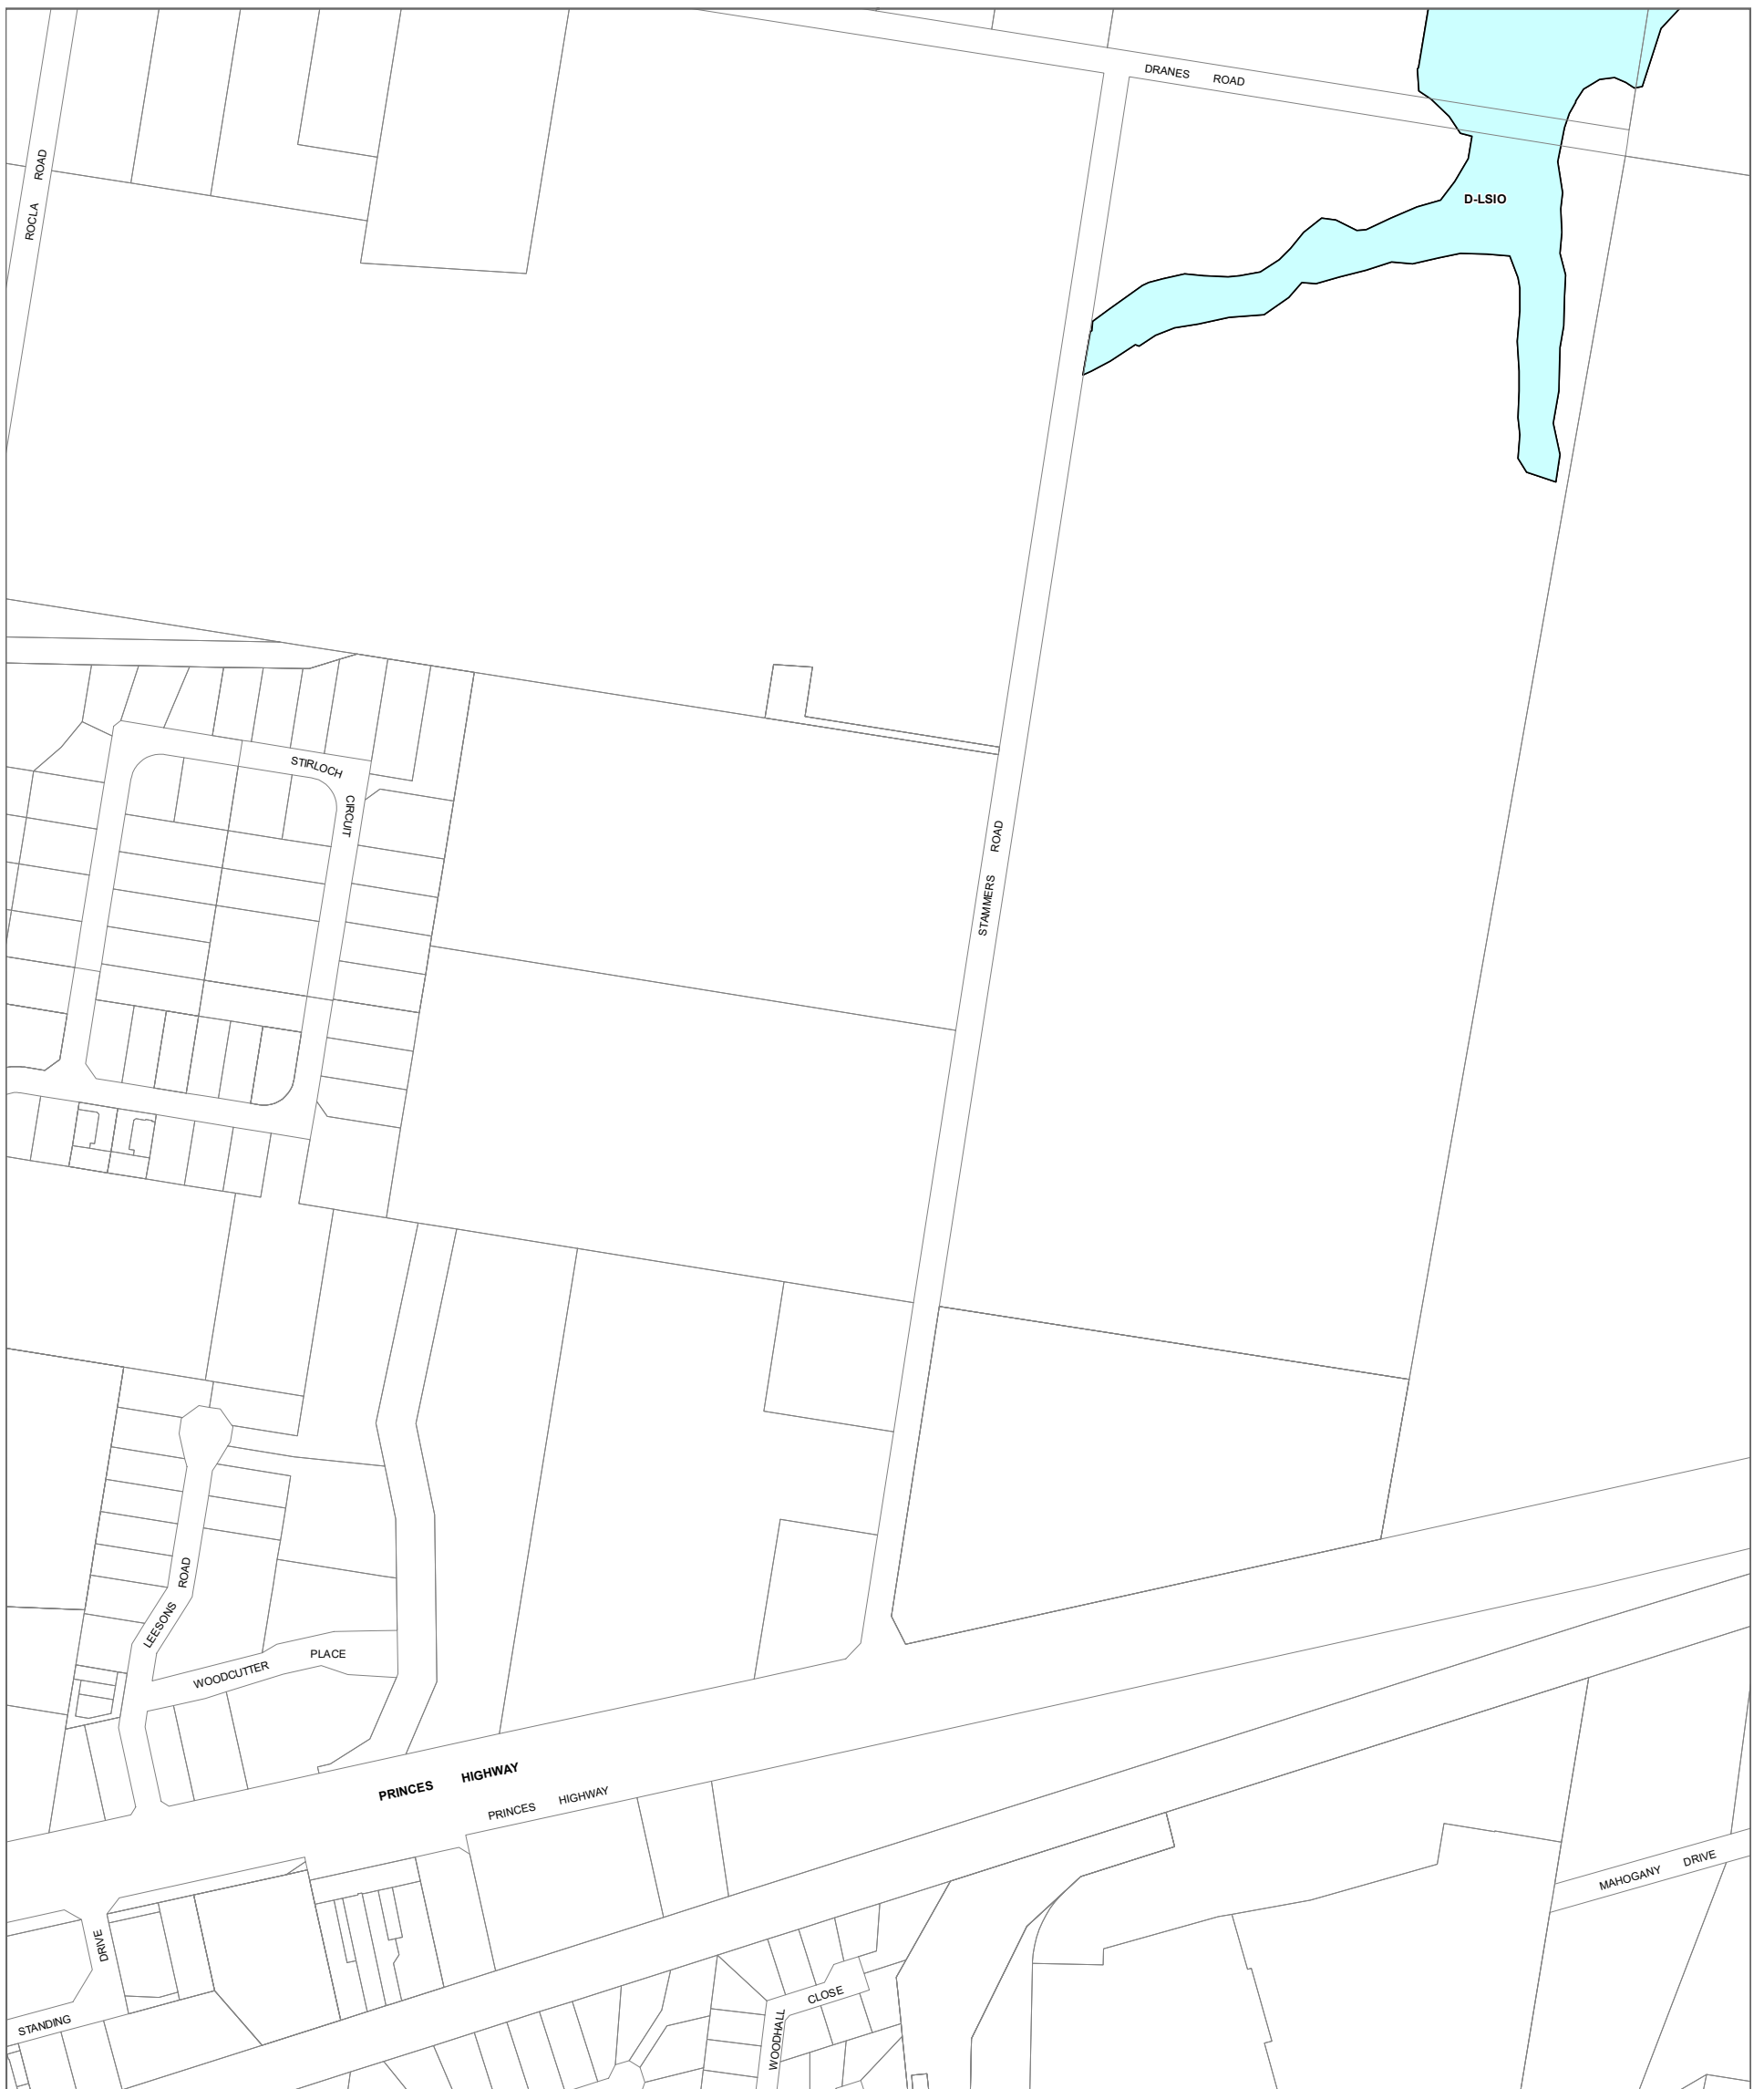 DRANES ROAD
ROCLA ROAD
D-LSIO
STIRLOCH
CIRCUIT
STAMMERS ROAD
LEESONS ROAD
WOODCUTTER PLACE
PRINCES HIGHWAY
PRINCES HIGHWAY
MAHOGANY DRIVE
DRIVE
STANDING
WOODHALL
CLOSE